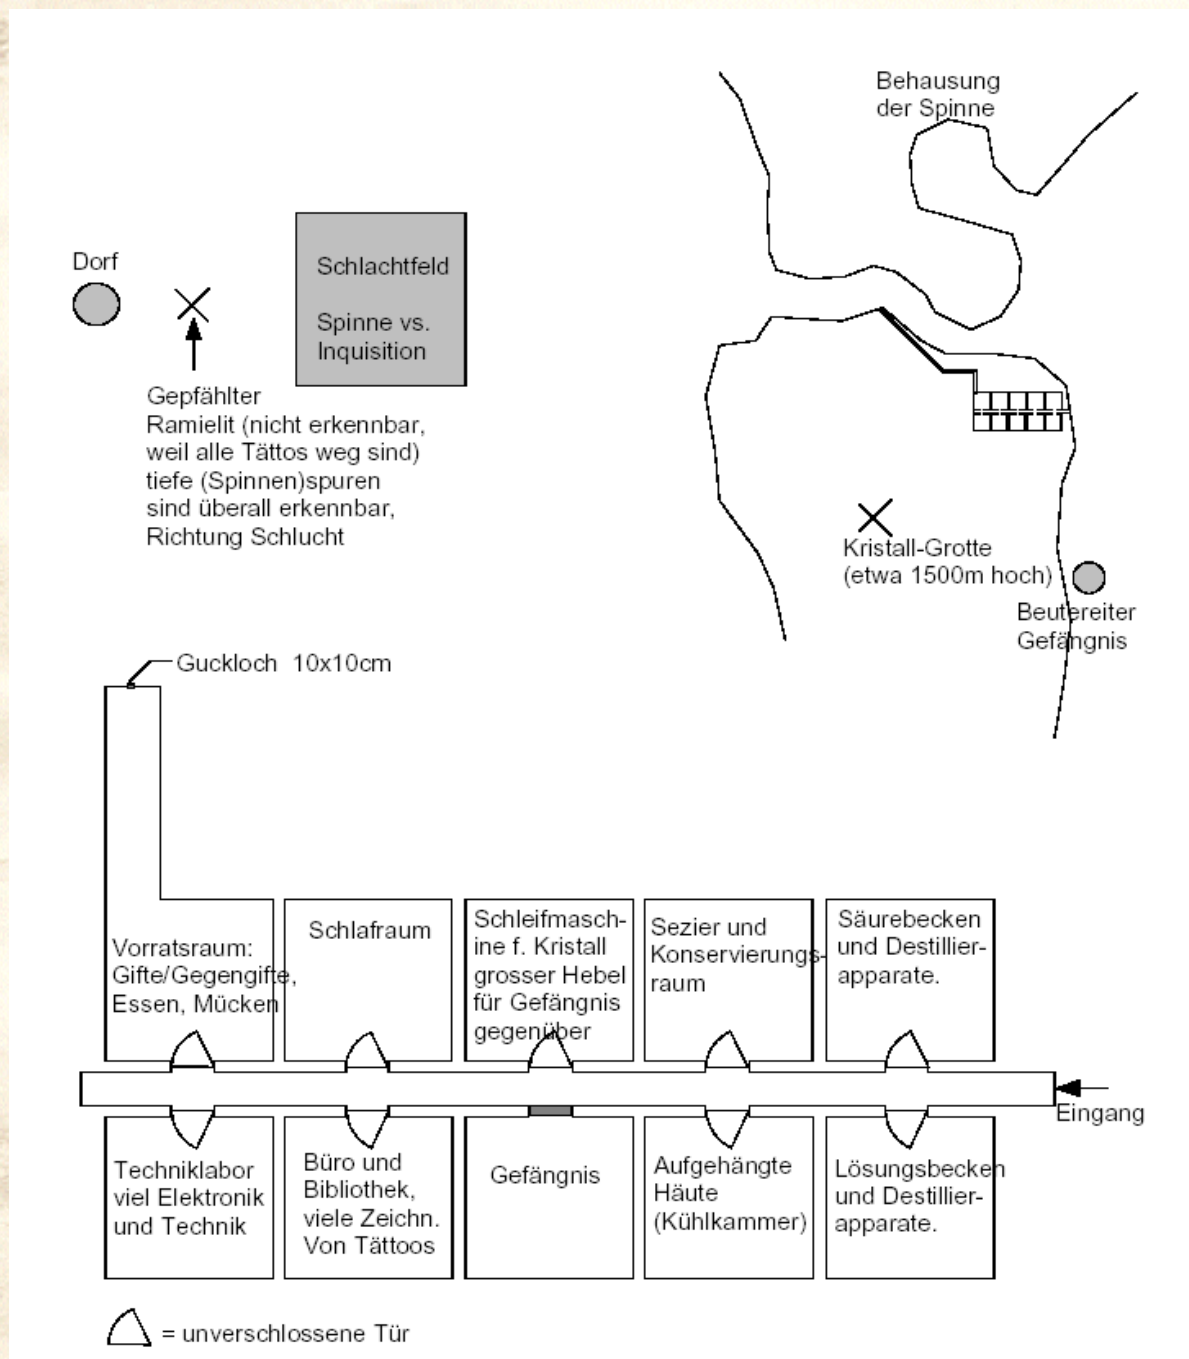 Behausung
der Spinne
Dorf
Schlachtfeld
Spinne vs.
Inquisition
Gepfählter
Ramielit (nicht erkennbar,
weil alle Tättos weg sind)
tiefe (Spinnen)spuren
sind überall erkennbar,
Richtung Schlucht
Kristall-Grotte
(etwa 1500m hoch)
Beutereiter
Gefängnis
Guckloch 10x10cm
Vorratsraum:
Gifte/Gegengifte,
Essen, Mücken
Schlafraum
Schleifmasch-
ine f. Kristall
grosser Hebel
für Gefängnis
gegenüber
Sezier und
Konservierungs-
raum
Säurebecken
und Destillier-
apparate.
Eingang
Techniklabor
viel Elektronik
und Technik
Büro und
Bibliothek,
viele Zeichn.
Von Tättoos
Gefängnis
Aufgehängte
Häute
(Kühlkammer)
Lösungsbecken
und Destillier-
apparate.
= unverschlossene Tür